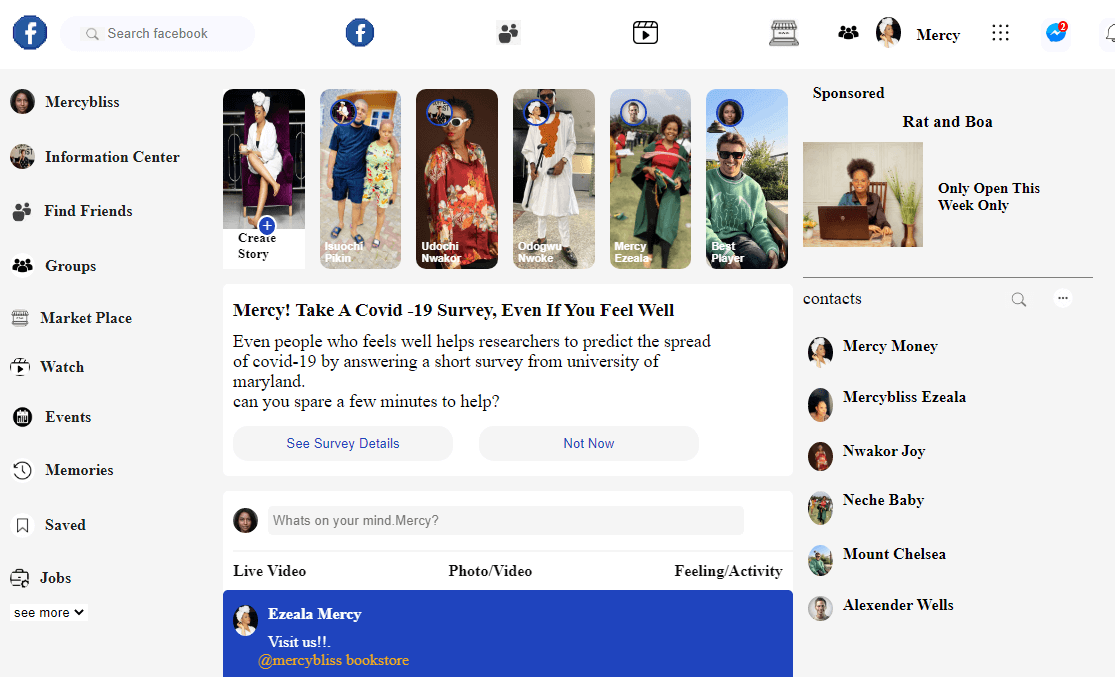 Search facebook
Mercy
2
Mercybliss
Information Center
Find Friends
Groups
Market Place
Watch
Events
Memories
Saved
Jobs
see more
Create
Story
Isuochi
Pikin
Udochi
Nwakor
Odogwu
Nwoke
Mercy
Ezeala
Best
Player
Mercy! Take A Covid -19 Survey, Even If You Feel Well
Even people who feels well helps researchers to predict the spread
of covid-19 by answering a short survey from university of
maryland.
can you spare a few minutes to help?
See Survey Details
Not Now
Whats on your mind.Mercy?
Live Video
Photo/Video
Feeling/Activity
Ezeala Mercy
Visit us!!.
@mercybliss bookstore
Sponsored
Rat and Boa
Only Open This
Week Only
contacts
Mercy Money
Mercybliss Ezeala
Nwakor Joy
Neche Baby
Mount Chelsea
Alexender Wells